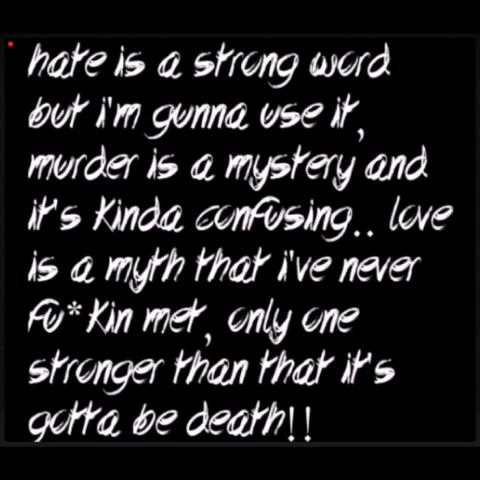 hate is a strong word
but i'm gunna use it,
murder is a mystery and
it's kinda confusing.. love
is a myth that i've never
fu*kin met, only one
stronger than that it's
gotta be death!!